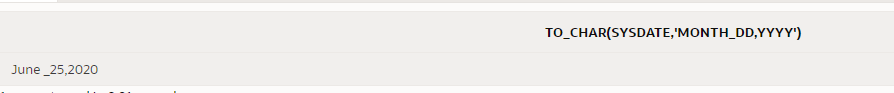 TO_CHAR(SYSDATE,'MONTH_DD,YYYY')
June _25,2020